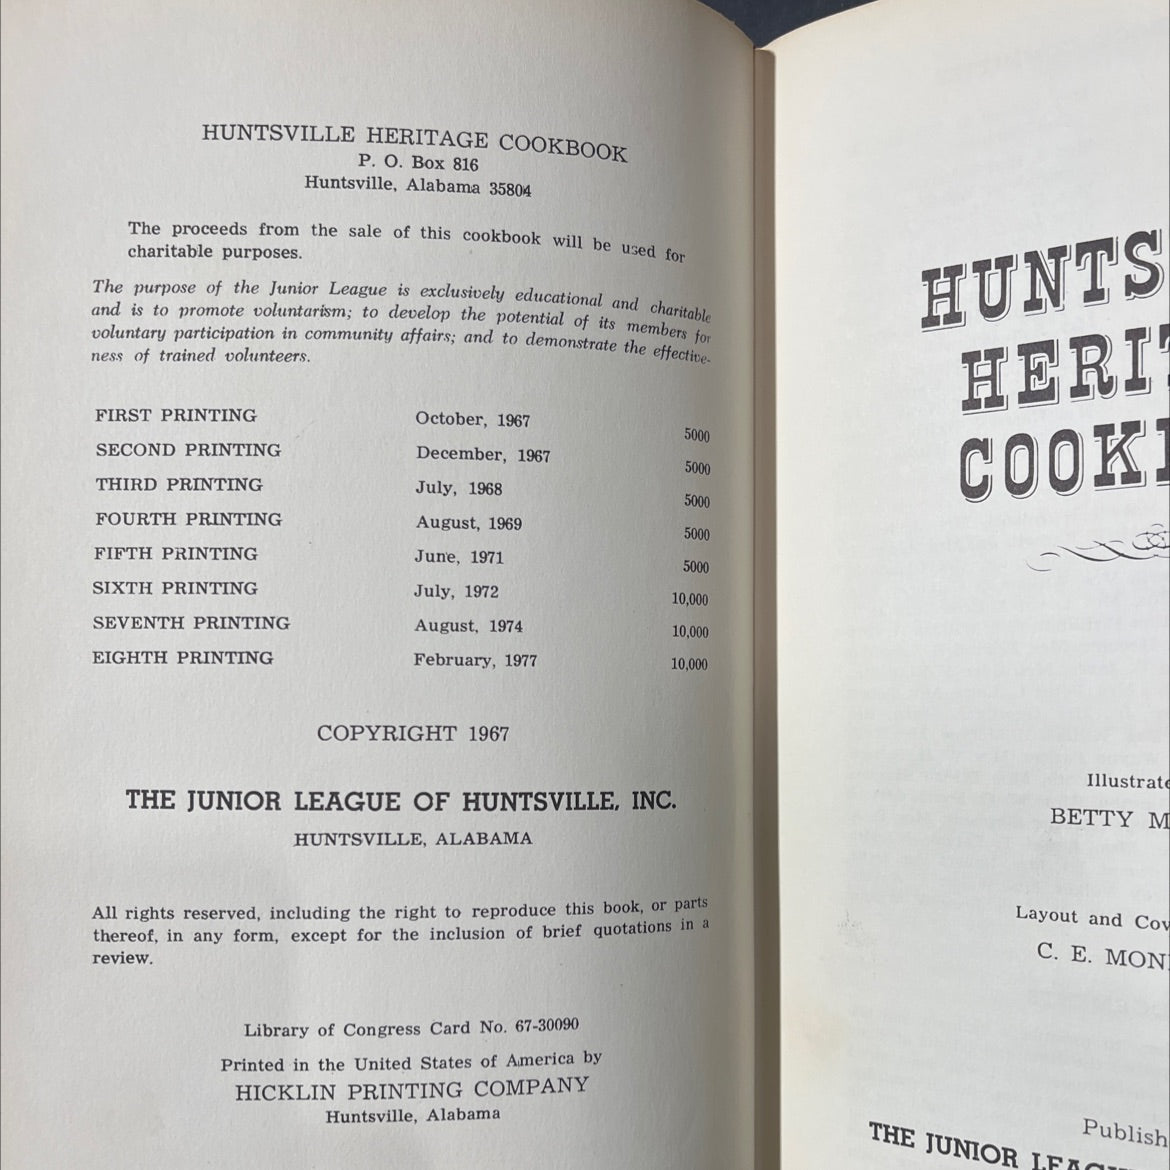 HUNTSVILLE HERITAGE COOKBOOK
P. O. Box 816
Huntsville, Alabama 35804
The proceeds from the sale of this cookbook will be used for
charitable purposes.
The purpose of the Junior League is exclusively educational and charitable
and is to promote voluntarism; to develop the potential of its members for
voluntary participation in community affairs; and to demonstrate the effective-
ness of trained volunteers.
FIRST PRINTING October, 1967 5000
SECOND PRINTING December, 1967 5000
THIRD PRINTING July, 1968 5000
FOURTH PRINTING August, 1969 5000
FIFTH PRINTING June, 1971 5000
SIXTH PRINTING July, 1972 10,000
SEVENTH PRINTING August, 1974 10,000
EIGHTH PRINTING February, 1977 10,000
COPYRIGHT 1967
THE JUNIOR LEAGUE OF HUNTSVILLE, INC.
HUNTSVILLE, ALABAMA
All rights reserved, including the right to reproduce this book, or parts
thereof, in any form, except for the inclusion of brief quotations in a
review.
Library of Congress Card No. 67-30090
Printed in the United States of America by
HICKLIN PRINTING COMPANY
Huntsville, Alabama
HUNTS
HERIT
COOK
Illustrate
BETTY M
Layout and Cov
C. E. MON
Publish
THE JUNIOR LEAG